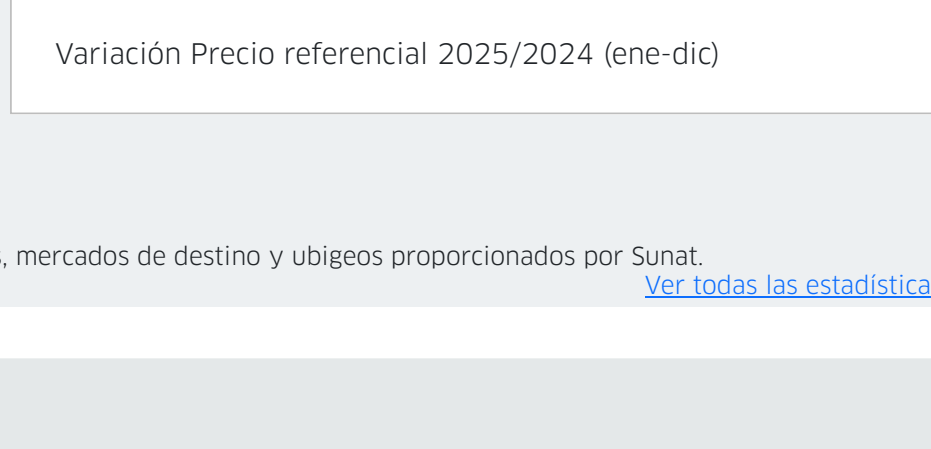 Variación Precio referencial 2025/2024 (ene-dic)
, mercados de destino y ubigeos proporcionados por Sunat.
Ver todas las estadística